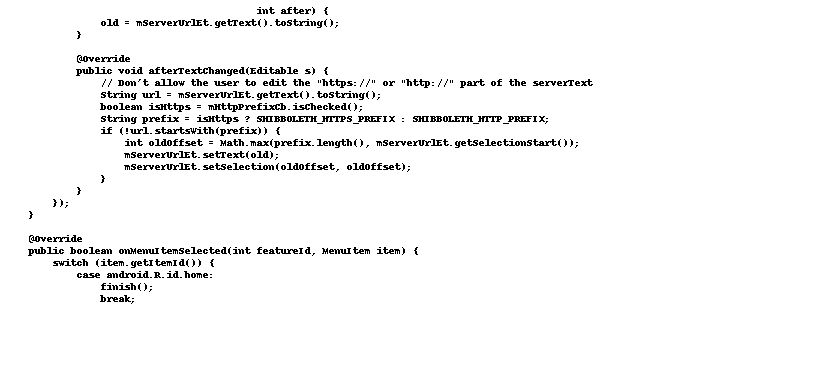 int after) {
old = mServerUrlEt.getText().toString();
}
@Override
public void afterTextChanged(Editable s) {
// Don't allow the user to edit the "https://" or "http://" part of the serverText
String url = mServerUrlEt.getText().toString();
boolean isHttps = mHttpPrefixCb.isChecked();
String prefix = isHttps ? SHIBBOLETH_HTTPS_PREFIX : SHIBBOLETH_HTTP_PREFIX;
if (!url.startsWith(prefix)) {
int oldOffset = Math.max(prefix.length(), mServerUrlEt.getSelectionStart());
mServerUrlEt.setText(old);
mServerUrlEt.setSelection(oldOffset, oldOffset);
}
}
});
}
@Override
public boolean onMenuItemSelected(int featureId, MenuItem item) {
switch (item.getItemId()) {
case android.R.id.home:
finish();
break;